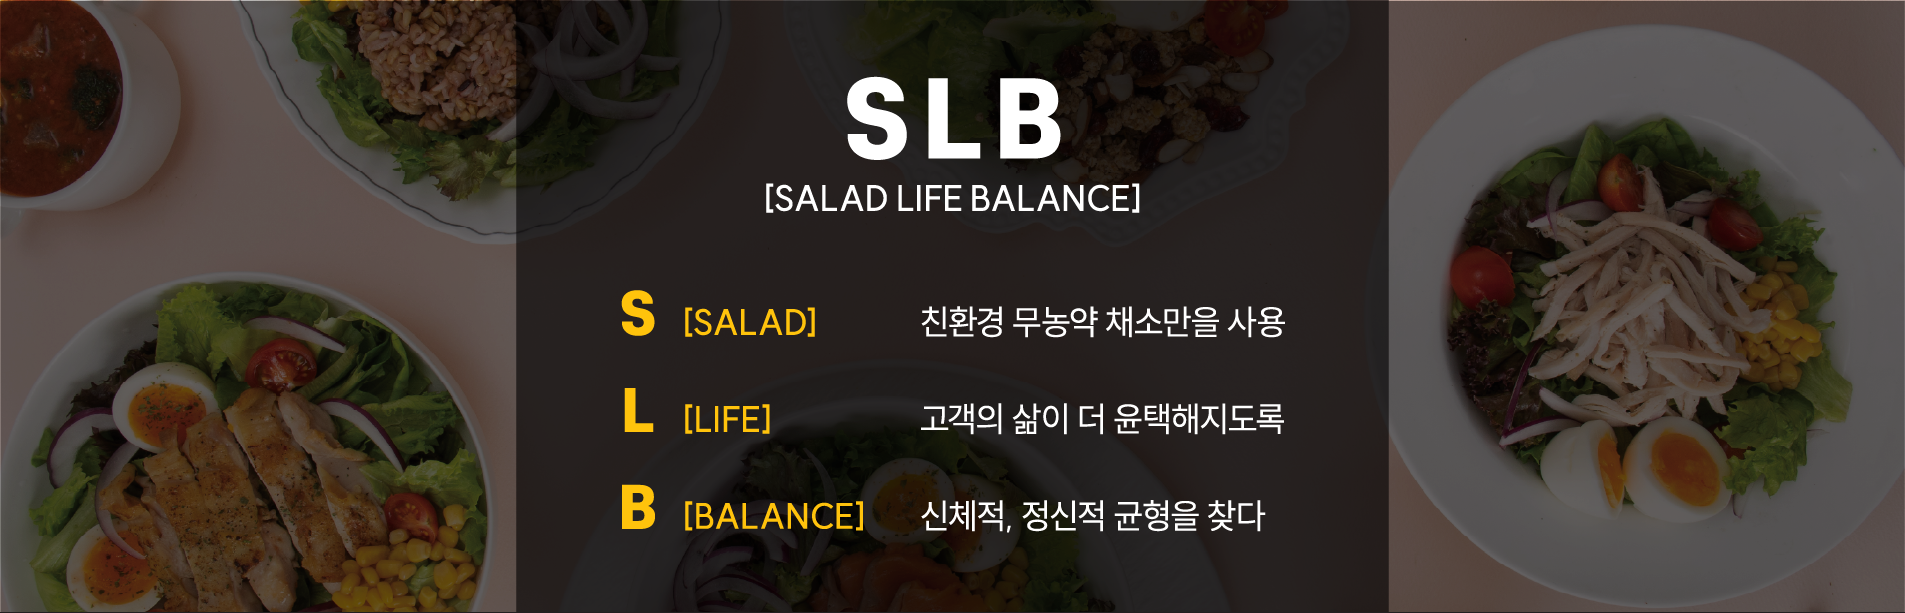 SLB
[SALAD LIFE BALANCE]
S [SALAD] 친환경 무농약 채소만을 사용
L [LIFE] 고객의 삶이 더 윤택해지도록
B [BALANCE] 신체적, 정신적 균형을 찾다